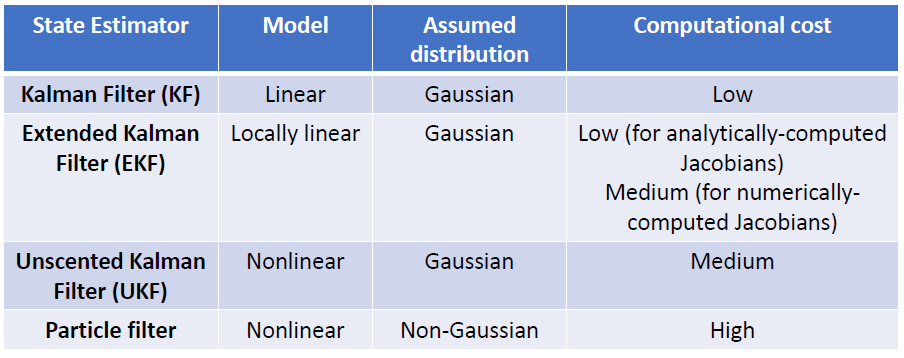 State Estimator Model Assumed Computational cost
distribution
Kalman Filter (KF) Linear Gaussian Low
Extended Kalman Locally linear Gaussian Low (for analytically-computed
Filter (EKF) Jacobians)
Medium (for numerically-
computed Jacobians)
Unscented Kalman Nonlinear Gaussian Medium
Filter (UKF)
Particle filter Nonlinear Non-Gaussian High